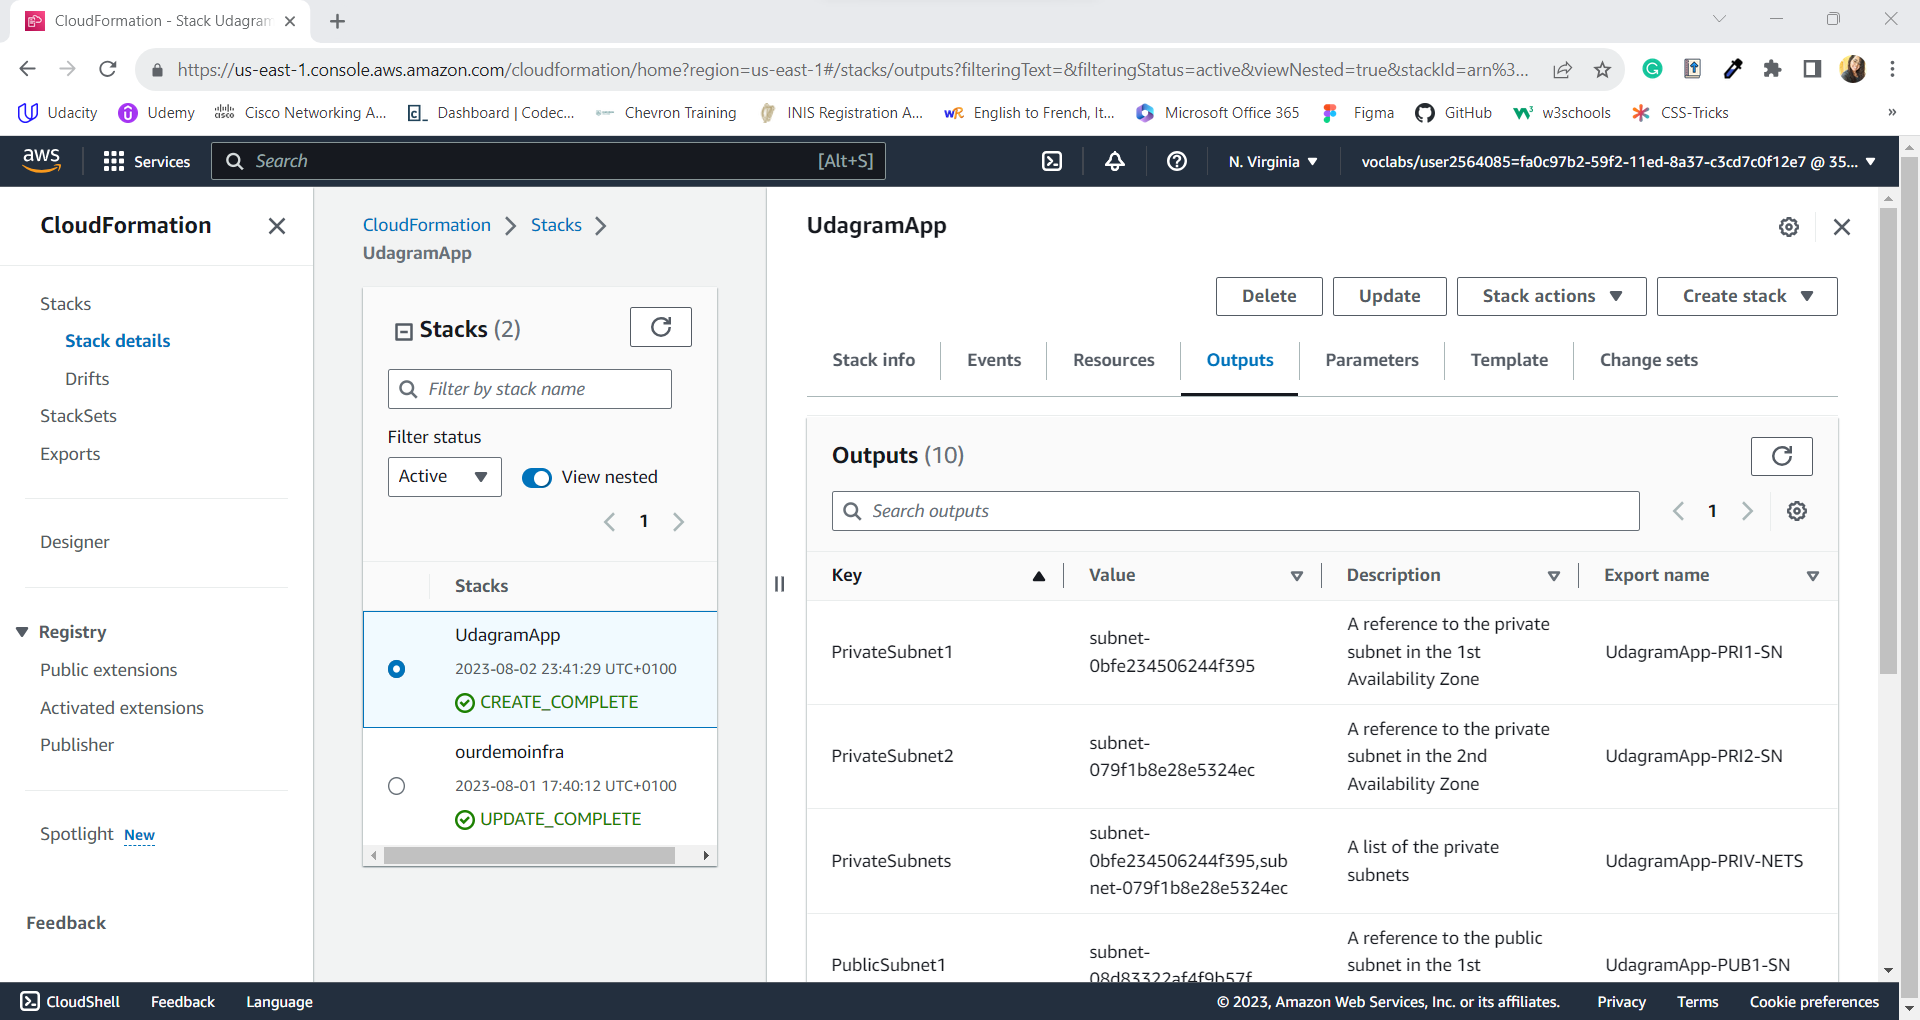 CloudFormation - Stack Udagram
https://us-east-1.console.aws.amazon.com/cloudformation/home?region=us-east-1#/stacks/outputs?filteringText=&filteringStatus=active&viewNested=true&stackId=arn%3...
Udacity
Udemy
Cisco Networking A...
Dashboard | Codec...
Chevron Training
INIS Registration A...
English to French, It...
Microsoft Office 365
Figma
GitHub
w3schools
CSS-Tricks
»
aws
Services
Search
[Alt+S]
N. Virginia
voclabs/user2564085=fa0c97b2-59f2-11ed-8a37-c3cd7c0f12e7 @ 35...
CloudFormation
Stacks
Stack details
Drifts
StackSets
Exports
Designer
Registry
Public extensions
Activated extensions
Publisher
Spotlight New
Feedback
CloudFormation
Stacks
UdagramApp
Stacks (2)
Filter by stack name
Filter status
Active
View nested
1
Stacks
UdagramApp
2023-08-02 23:41:29 UTC+0100
CREATE_COMPLETE
ourdemoinfra
2023-08-01 17:40:12 UTC+0100
UPDATE_COMPLETE
UdagramApp
Delete
Update
Stack actions
Create stack
Stack info
Events
Resources
Outputs
Parameters
Template
Change sets
Outputs (10)
Search outputs
1
Key
Value
Description
Export name
PrivateSubnet1
subnet-
0bfe234506244f395
A reference to the private
subnet in the 1st
Availability Zone
UdagramApp-PRI1-SN
PrivateSubnet2
subnet-
079f1b8e28e5324ec
A reference to the private
subnet in the 2nd
Availability Zone
UdagramApp-PRI2-SN
PrivateSubnets
subnet-
0bfe234506244f395,sub
net-079f1b8e28e5324ec
A list of the private
subnets
UdagramApp-PRIV-NETS
PublicSubnet1
subnet-
08d83322af4f9b57f
A reference to the public
subnet in the 1st
UdagramApp-PUB1-SN
CloudShell
Feedback
Language
© 2023, Amazon Web Services, Inc. or its affiliates.
Privacy
Terms
Cookie preferences